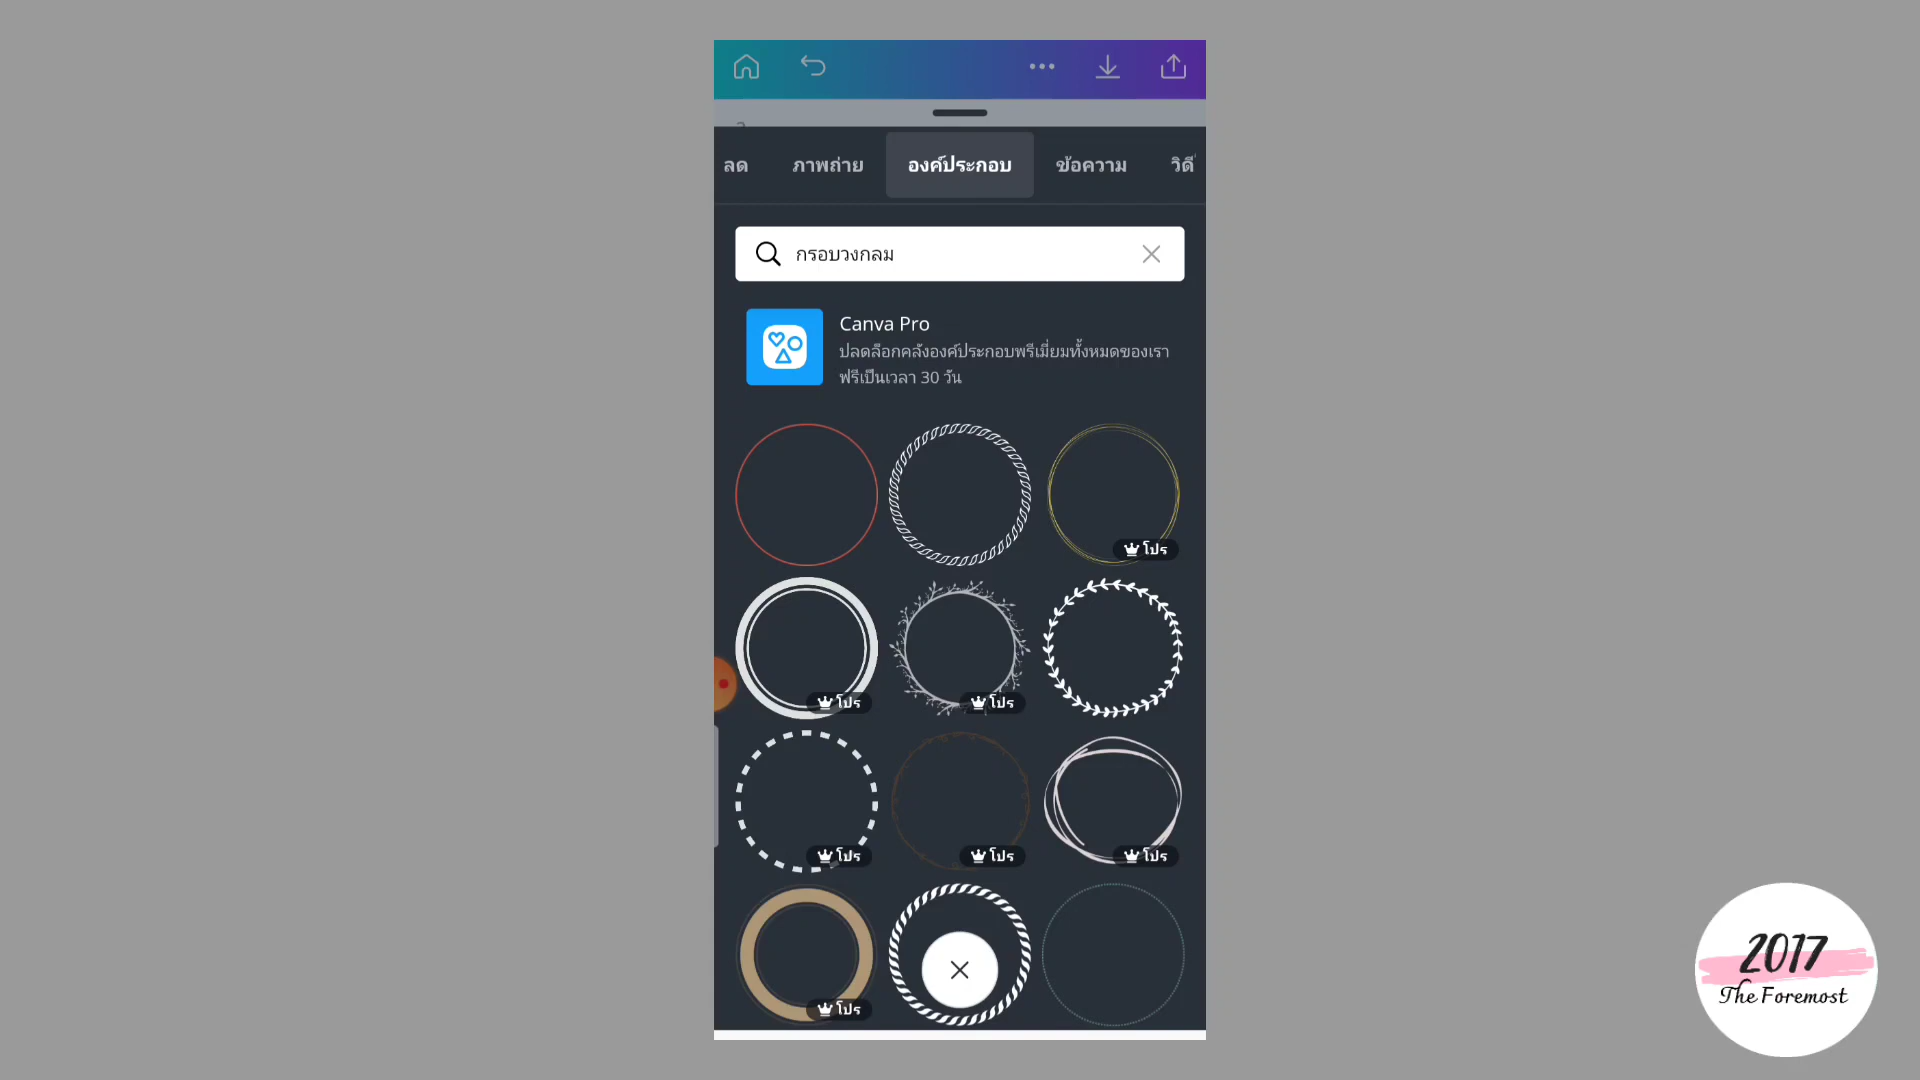 ลด ภาพถ่าย องค์ประกอบ ข้อความ วิดี
กรอบวงกลม
Canva Pro
ปลดล็อกคลังองค์ประกอบพรีเมี่ยมทั้งหมดของเรา
ฟรีเป็นเวลา 30 วัน
โปร
โปร
โปร
โปร
โปร
โปร
โปร
2017
The Foremost